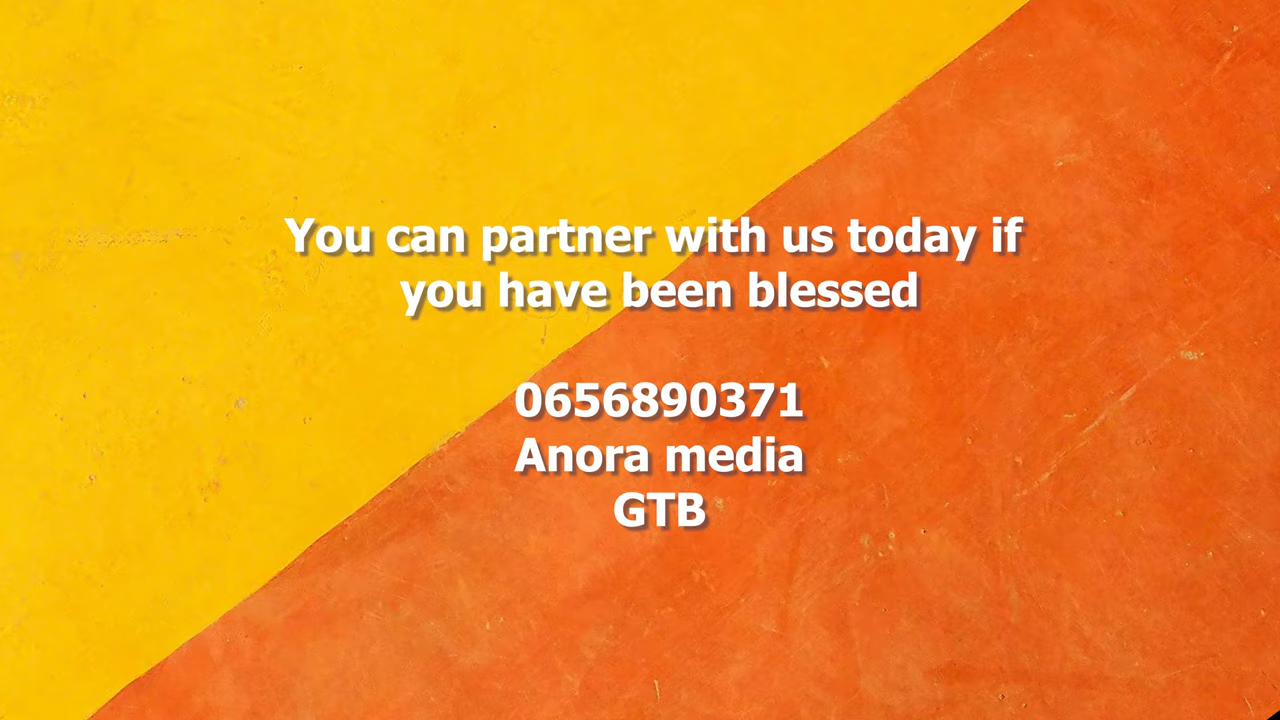 You can partner with us today if
you have been blessed
0656890371
Anora media
GTB